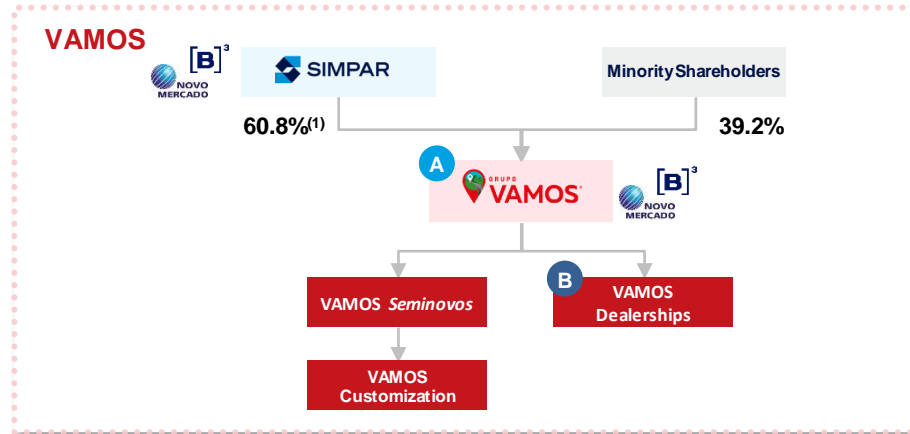 VAMOS
[B]³
NOVO
MERCADO
SIMPAR
Minority Shareholders
60.8%(1)
39.2%
A
GRUPO
VAMOS
[B]³
NOVO
MERCADO
VAMOS Seminovos
B
VAMOS
Dealerships
VAMOS
Customization